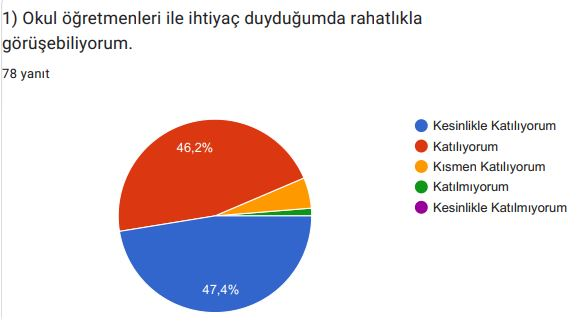 1) Okul öğretmenleri ile ihtiyaç duyduğumda rahatlıkla
görüşebiliyorum.
78 yanıt
46,2%
47,4%
Kesinlikle Katılıyorum
Katılıyorum
Kısmen Katılıyorum
Katılmıyorum
Kesinlikle Katılmıyorum